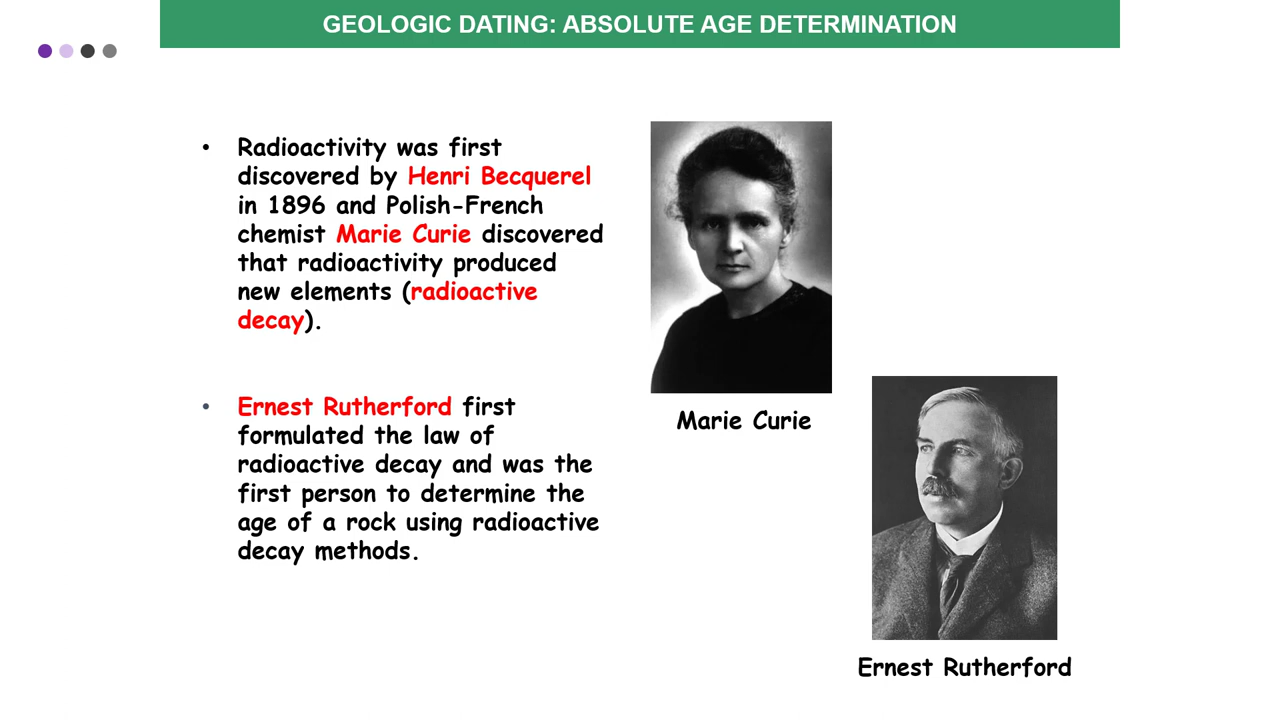 GEOLOGIC DATING: ABSOLUTE AGE DETERMINATION
• Radioactivity was first
discovered by Henri Becquerel
in 1896 and Polish-French
chemist Marie Curie discovered
that radioactivity produced
new elements (radioactive
decay).
• Ernest Rutherford first
formulated the law of
radioactive decay and was the
first person to determine the
age of a rock using radioactive
decay methods.
Marie Curie
Ernest Rutherford